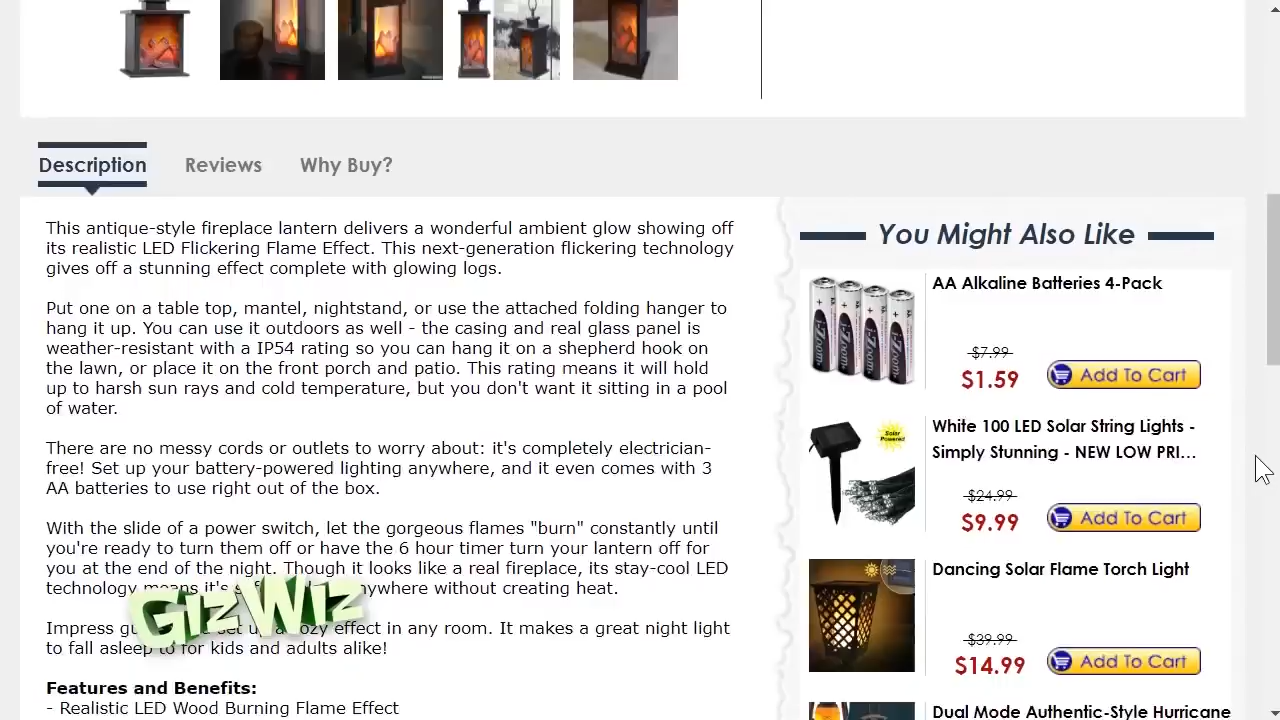 Description
Reviews
Why Buy?
This antique-style fireplace lantern delivers a wonderful ambient glow showing off
its realistic LED Flickering Flame Effect. This next-generation flickering technology
gives off a stunning effect complete with glowing logs.
Put one on a table top, mantel, nightstand, or use the attached folding hanger to
hang it up. You can use it outdoors as well - the casing and real glass panel is
weather-resistant with a IP54 rating so you can hang it on a shepherd hook on
the lawn, or place it on the front porch and patio. This rating means it will hold
up to harsh sun rays and cold temperature, but you don't want it sitting in a pool
of water.
There are no messy cords or outlets to worry about: it's completely electrician-
free! Set up your battery-powered lighting anywhere, and it even comes with 3
AA batteries to use right out of the box.
With the slide of a power switch, let the gorgeous flames "burn" constantly until
you're ready to turn them off or have the 6 hour timer turn your lantern off for
you at the end of the night. Though it looks like a real fireplace, its stay-cool LED
technology means it's anywhere without creating heat.
GizWiz
Impress set up cozy effect in any room. It makes a great night light
to fall asleep to for kids and adults alike!
Features and Benefits:
- Realistic LED Wood Burning Flame Effect
You Might Also Like
AA Alkaline Batteries 4-Pack
$7.99
$1.59
Add To Cart
White 100 LED Solar String Lights -
Simply Stunning - NEW LOW PRI...
$24.99
$9.99
Add To Cart
Solar
Powered
Dancing Solar Flame Torch Light
$39.99
$14.99
Add To Cart
Dual Mode Authentic-Style Hurricane